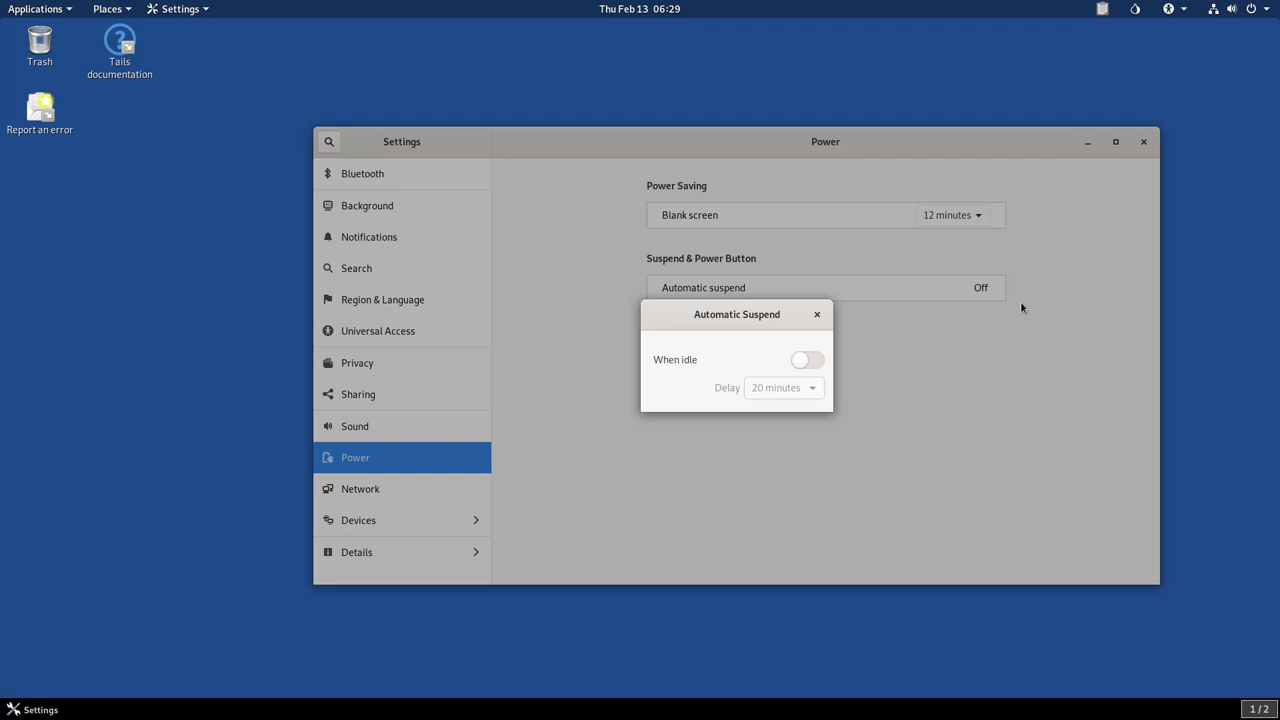 Applications Places Settings Thu Feb 13 06:29
Trash
Tails
documentation
Report an error
Settings
Power
Bluetooth
Background
Notifications
Search
Region & Language
Universal Access
Privacy
Sharing
Sound
Power
Network
Devices
Details
Power Saving
Blank screen 12 minutes
Suspend & Power Button
Automatic suspend Off
Automatic Suspend
When idle
Delay 20 minutes
Settings
1 / 2